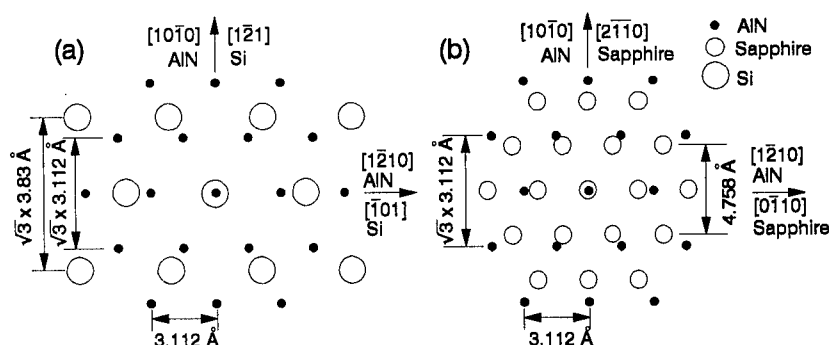 (a)
[101̅0] [12̅1]
AlN Si
√3 x 3.83 Å
√3 x 3.112 Å
[12̅10]
AlN
[1̅01]
Si
3.112 Å
(b)
[101̅0] [21̅1̅0]
AlN Sapphire
√3 x 3.112 Å
4.758 Å
[12̅10]
AlN
[01̅10]
Sapphire
3.112 Å
AlN
Sapphire
Si